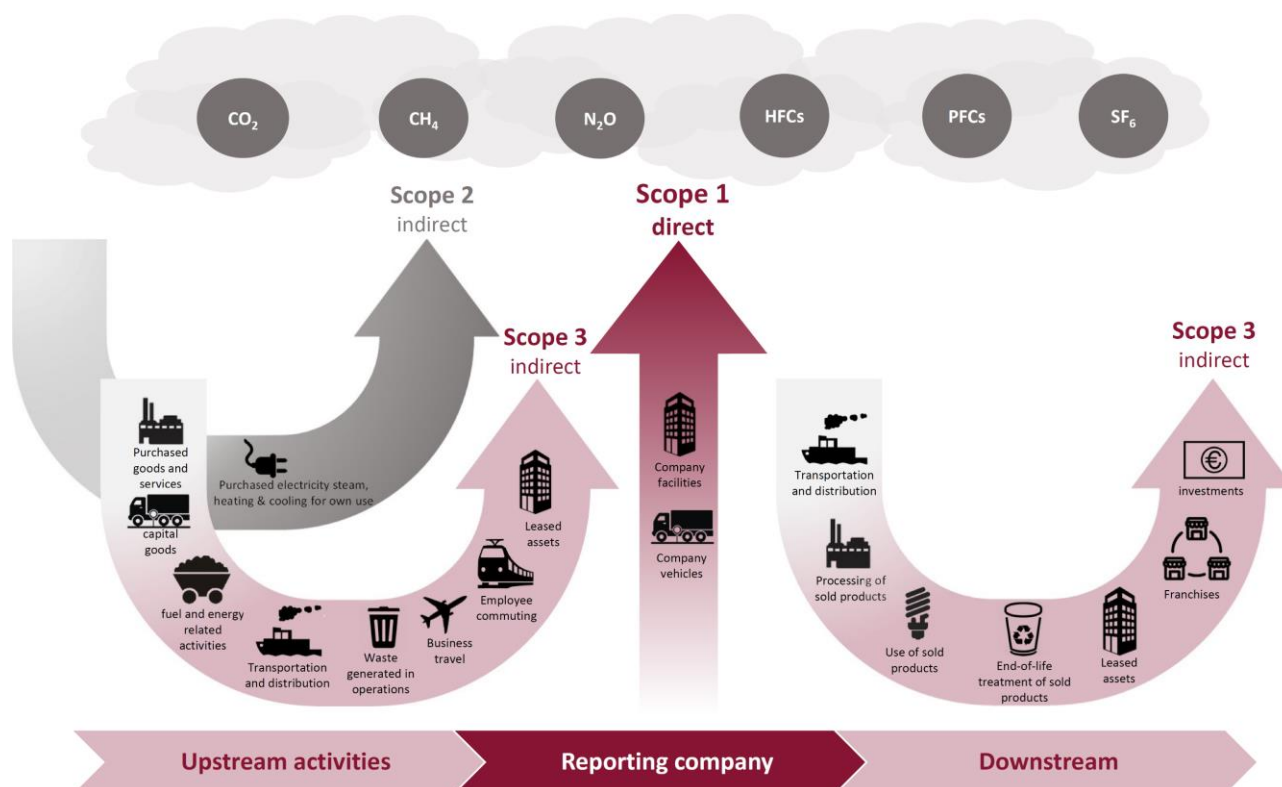 CO₂
CH₄
N₂O
HFCs
PFCs
SF₆
Scope 2
indirect
Scope 1
direct
Scope 3
indirect
Scope 3
indirect
Purchased
goods and
services
capital
goods
fuel and energy
related
activities
Transportation
and distribution
Waste
generated in
operations
Business
travel
Employee
commuting
Leased
assets
Purchased electricity steam,
heating & cooling for own use
Company
facilities
Company
vehicles
Transportation
and distribution
Processing of
sold products
Use of sold
products
End-of-life
treatment of sold
products
Leased
assets
Franchises
investments
€
Upstream activities
Reporting company
Downstream